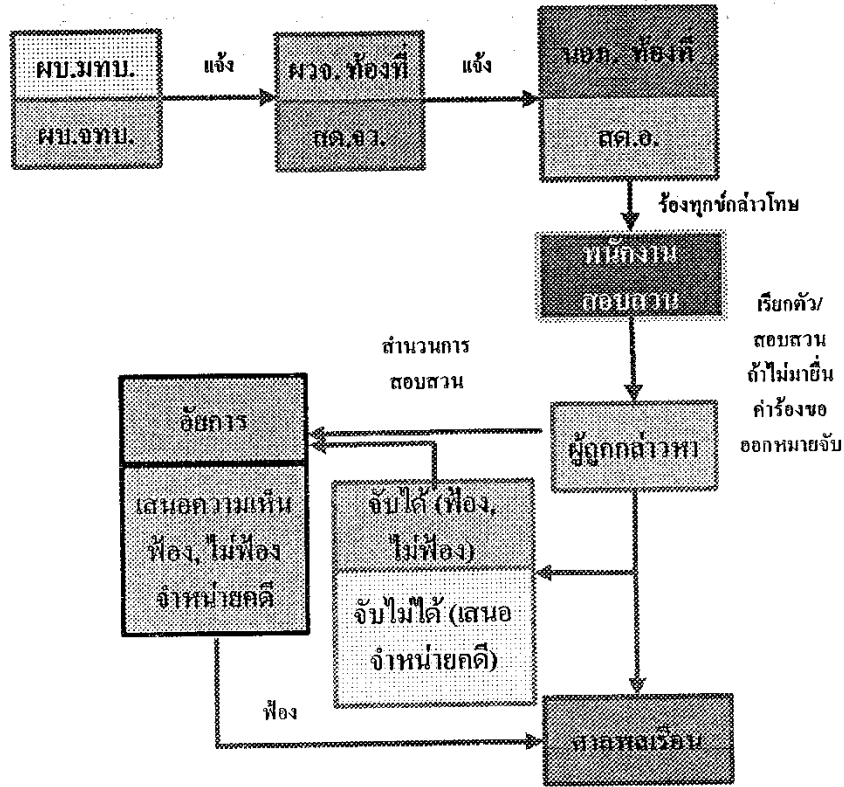 ผบ.มทบ.
ผบ.จทบ.
แจ้ง
ผวจ. ท้องที่
สด.จว.
แจ้ง
นอภ. ท้องที่
สด.อ.
ร้องทุกข์กล่าวโทษ
พนักงาน
สอบสวน
เรียกตัว/
สอบสวน
ถ้าไม่มายื่น
คำร้องขอ
ออกหมายจับ
สำนวนการ
สอบสวน
อัยการ
เสนอความเห็น
ฟ้อง, ไม่ฟ้อง
จำหน่ายคดี
ผู้ถูกกล่าวหา
จับได้ (ฟ้อง,
ไม่ฟ้อง)
จับไม่ได้ (เสนอ
จำหน่ายคดี)
ฟ้อง
ศาลพลเรือน